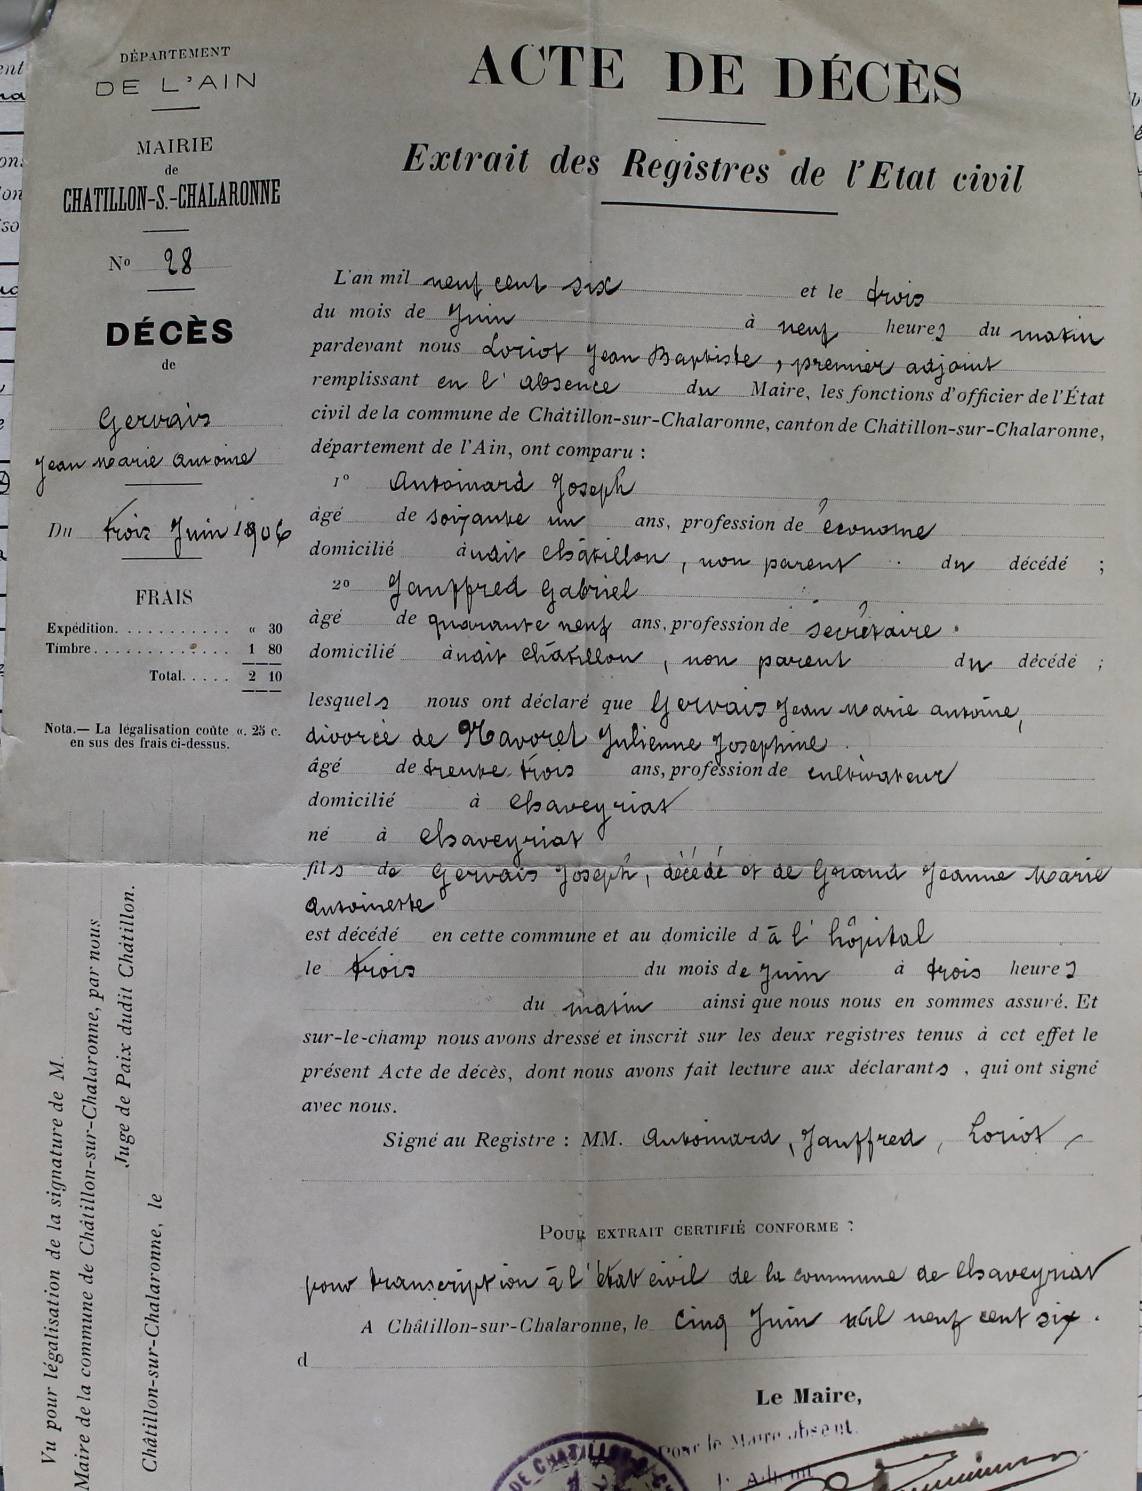 DÉPARTEMENT
DE L'AIN
MAIRIE
de
CHATILLON-S.-CHALARONNE
No 28
DÉCÈS
de
Gervais
Jean Marie Antoine
Du trois Juin 1906
FRAIS
Expédition. . . . . . . . . . . « 30
Timbre. . . . . . . . . . . . . 1 80
Total. . . . . 2 10
Nota.— La légalisation coûte «. 25 c.
en sus des frais ci-dessus.
Vu pour légalisation de la signature de M.
Maire de la commune de Châtillon-sur-Chalaronne, par nous
Juge de Paix dudit Châtillon.
Châtillon-sur-Chalaronne, le
ACTE DE DÉCÈS
Extrait des Registres de l'Etat civil
L'an mil neuf cent six et le trois
du mois de Juin à neuf heures du matin
pardevant nous Loriot Jean Baptiste, premier adjoint
remplissant en l'absence du Maire, les fonctions d'officier de l'État
civil de la commune de Châtillon-sur-Chalaronne, canton de Châtillon-sur-Chalaronne,
département de l'Ain, ont comparu :
1o Antoinard Joseph
âgé de soixante un ans, profession de économe
domicilié audit Châtillon, non parent du décédé ;
2o Jauffred Gabriel
âgé de quarante neuf ans, profession de secrétaire.
domicilié audit Châtillon, non parent du décédé ;
lesquels nous ont déclaré que Gervais Jean Marie Antoine,
divorcé de Mavoret Julienne Josephine.
âgé de trente-trois ans, profession de cultivateur
domicilié à Chaveyriat
né à Chaveyriat
fils de Gervais Joseph, décédé et de Grand Jeanne Marie
Antoinette
est décédé en cette commune et au domicile d à l'hôpital
le trois du mois de Juin à trois heures
du matin ainsi que nous nous en sommes assuré. Et
sur-le-champ nous avons dressé et inscrit sur les deux registres tenus à cet effet le
présent Acte de décès, dont nous avons fait lecture aux déclarants, qui ont signé
avec nous.
Signé au Registre : MM. Antoinard, Jauffred, Loriot
POUR EXTRAIT CERTIFIÉ CONFORME :
pour transcription à l'état civil de la commune de Chaveyriat
A Châtillon-sur-Chalaronne, le Cinq Juin mil neuf cent six.
d
Le Maire,
Pour le Maire absent
L'Adjoint
DE CHATILLON-S-CH